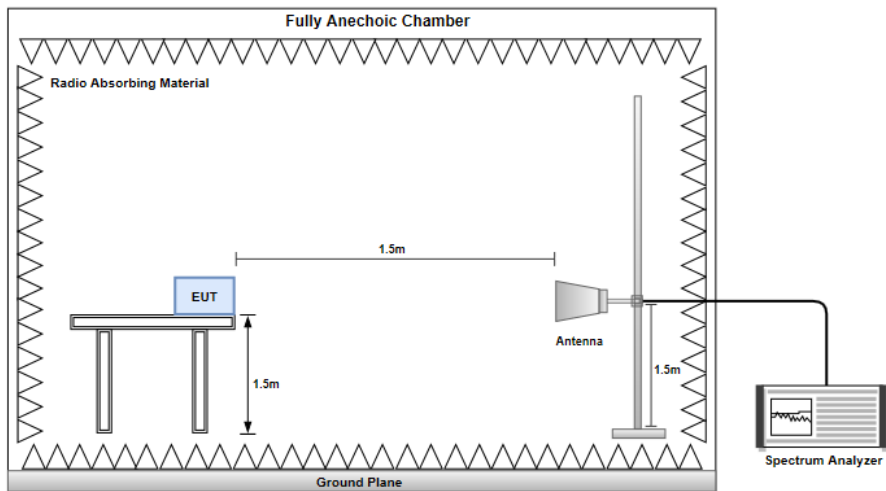 Fully Anechoic Chamber
Radio Absorbing Material
1.5m
EUT
Antenna
1.5m
1.5m
Spectrum Analyzer
Ground Plane